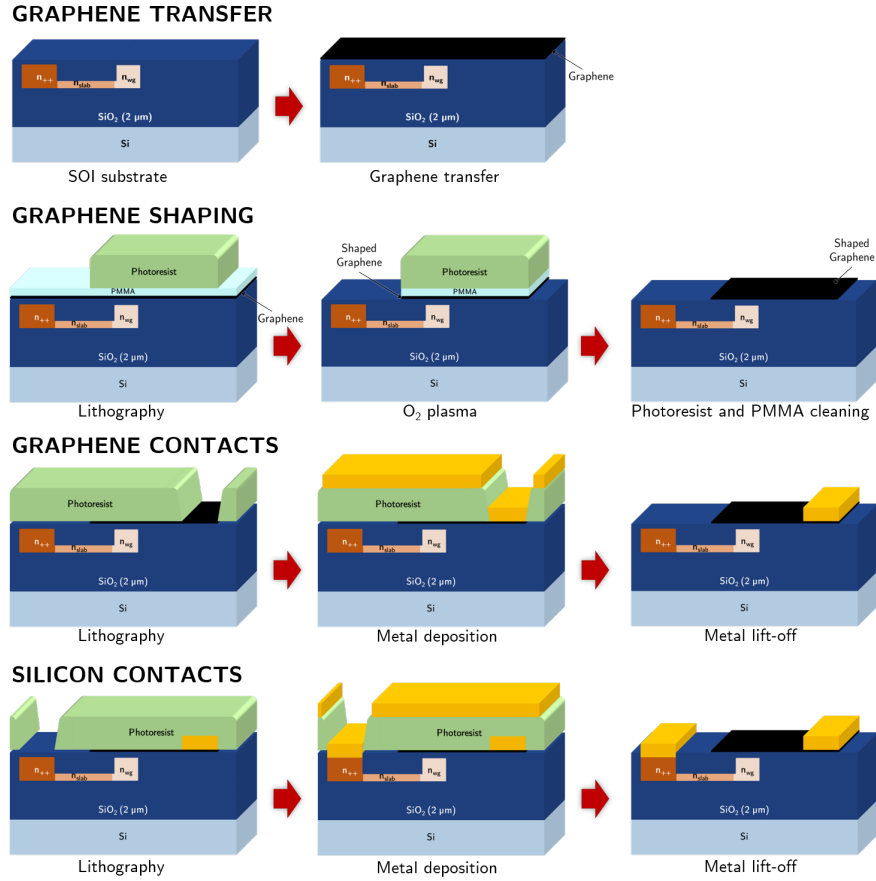 GRAPHENE TRANSFER
n++
nslab
nwg
SiO2 (2 μm)
Si
SOI substrate
n++
nslab
nwg
SiO2 (2 μm)
Si
Graphene
Graphene transfer
GRAPHENE SHAPING
Photoresist
PMMA
n++
nslab
nwg
Graphene
SiO2 (2 μm)
Si
Lithography
Shaped
Graphene
Photoresist
PMMA
n++
nslab
nwg
SiO2 (2 μm)
Si
O2 plasma
Shaped
Graphene
n++
nslab
nwg
SiO2 (2 μm)
Si
Photoresist and PMMA cleaning
GRAPHENE CONTACTS
Photoresist
n++
nslab
nwg
SiO2 (2 μm)
Si
Lithography
Photoresist
n++
nslab
nwg
SiO2 (2 μm)
Si
Metal deposition
n++
nslab
nwg
SiO2 (2 μm)
Si
Metal lift-off
SILICON CONTACTS
Photoresist
n++
nslab
nwg
SiO2 (2 μm)
Si
Lithography
Photoresist
n++
nslab
nwg
SiO2 (2 μm)
Si
Metal deposition
n++
nslab
nwg
SiO2 (2 μm)
Si
Metal lift-off